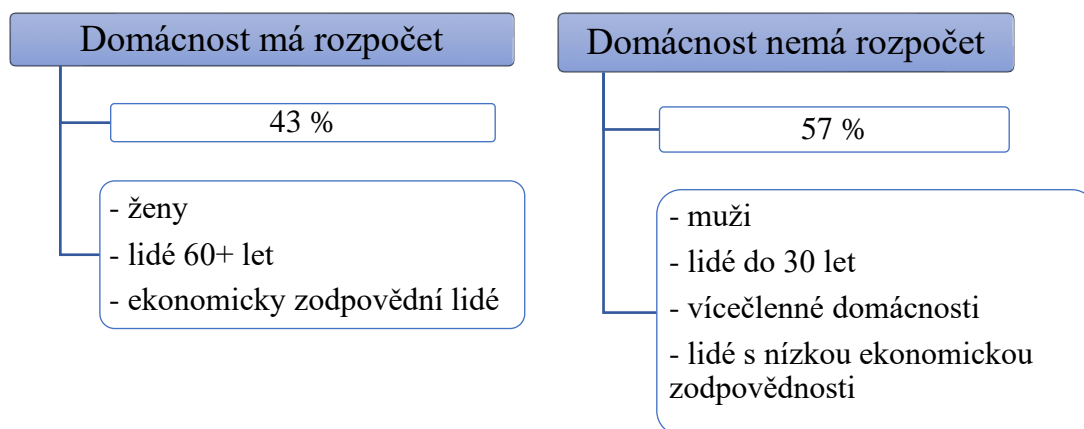 Domácnost má rozpočet
43 %
- ženy
- lidé 60+ let
- ekonomicky zodpovědní lidé
Domácnost nemá rozpočet
57 %
- muži
- lidé do 30 let
- vícečlenné domácnosti
- lidé s nízkou ekonomickou
zodpovědnosti